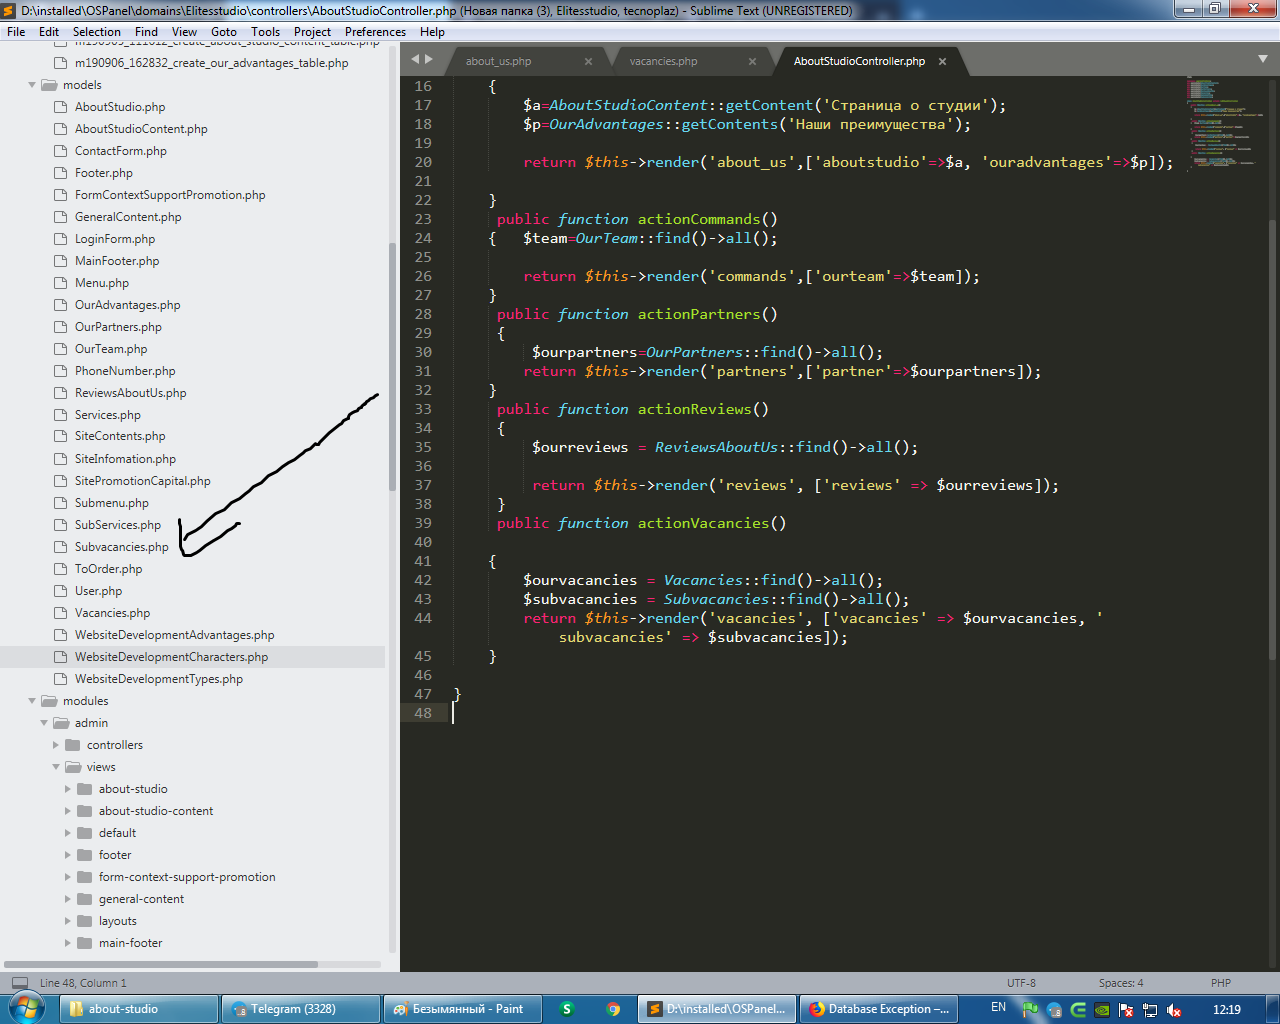 D:\installed\OSPanel\domains\Elitesstudio\controllers\AboutStudioController.php (Новая папка (3), Elitesstudio, tecnoplaz) - Sublime Text (UNREGISTERED)
File Edit Selection Find View Goto Tools Project Preferences Help
m190905_111612_create_about_studio_content_table.php
m190906_162832_create_our_advantages_table.php
models
AboutStudio.php
AboutStudioContent.php
ContactForm.php
Footer.php
FormContextSupportPromotion.php
GeneralContent.php
LoginForm.php
MainFooter.php
Menu.php
OurAdvantages.php
OurPartners.php
OurTeam.php
PhoneNumber.php
ReviewsAboutUs.php
Services.php
SiteContents.php
SiteInfomation.php
SitePromotionCapital.php
Submenu.php
SubServices.php
Subvacancies.php
ToOrder.php
User.php
Vacancies.php
WebsiteDevelopmentAdvantages.php
WebsiteDevelopmentCharacters.php
WebsiteDevelopmentTypes.php
modules
admin
controllers
views
about-studio
about-studio-content
default
footer
form-context-support-promotion
general-content
layouts
main-footer
about_us.php vacancies.php AboutStudioController.php
16 {
17 $a=AboutStudioContent::getContent('Страница о студии');
18 $p=OurAdvantages::getContents('Наши преимущества');
19
20 return $this->render('about_us',['aboutstudio'=>$a, 'ouradvantages'=>$p]);
21
22 }
23 public function actionCommands()
24 { $team=OurTeam::find()->all();
25
26 return $this->render('commands',['ourteam'=>$team]);
27 }
28 public function actionPartners()
29 {
30 $ourpartners=OurPartners::find()->all();
31 return $this->render('partners',['partner'=>$ourpartners]);
32 }
33 public function actionReviews()
34 {
35 $ourreviews = ReviewsAboutUs::find()->all();
36
37 return $this->render('reviews', ['reviews' => $ourreviews]);
38 }
39 public function actionVacancies()
40
41 {
42 $ourvacancies = Vacancies::find()->all();
43 $subvacancies = Subvacancies::find()->all();
44 return $this->render('vacancies', ['vacancies' => $ourvacancies, '
subvacancies' => $subvacancies]);
45 }
46
47 }
48
Line 48, Column 1 UTF-8 Spaces: 4 PHP
about-studio Telegram (3328) Безымянный - Paint D:\installed\OSPanel... Database Exception –... EN 12:19